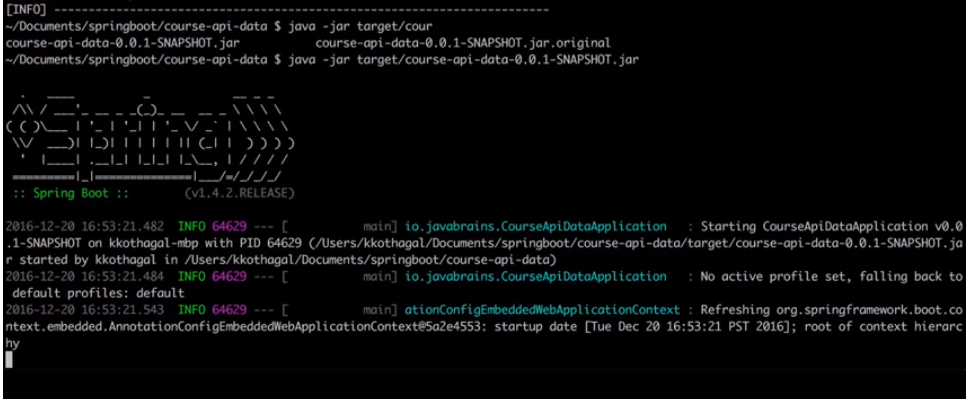 [INFO] ------------------------------------------------------------------------
~/Documents/springboot/course-api-data $ java -jar target/cour
course-api-data-0.0.1-SNAPSHOT.jar          course-api-data-0.0.1-SNAPSHOT.jar.original
~/Documents/springboot/course-api-data $ java -jar target/course-api-data-0.0.1-SNAPSHOT.jar
  .   ____          _            __ _ _
 /\\ / ___'_ __ _ _(_)_ __  __ _ \ \ \ \
( ( )\___ | '_ | '_| | '_ \/ _` | \ \ \ \
 \\/  ___)| |_)| | | | | || (_| |  ) ) ) )
  '  |____| .__|_| |_|_| |_\__, | / / / /
 =========|_|==============|___/=/_/_/_/
 :: Spring Boot ::        (v1.4.2.RELEASE)
2016-12-20 16:53:21.482  INFO 64629 --- [           main] io.javabrains.CourseApiDataApplication   : Starting CourseApiDataApplication v0.0
.1-SNAPSHOT on kkothagal-mbp with PID 64629 (/Users/kkothagal/Documents/springboot/course-api-data/target/course-api-data-0.0.1-SNAPSHOT.ja
r started by kkothagal in /Users/kkothagal/Documents/springboot/course-api-data)
2016-12-20 16:53:21.484  INFO 64629 --- [           main] io.javabrains.CourseApiDataApplication   : No active profile set, falling back to
 default profiles: default
2016-12-20 16:53:21.543  INFO 64629 --- [           main] ationConfigEmbeddedWebApplicationContext : Refreshing org.springframework.boot.co
ntext.embedded.AnnotationConfigEmbeddedWebApplicationContext@5a2e4553: startup date [Tue Dec 20 16:53:21 PST 2016]; root of context hierarc
hy